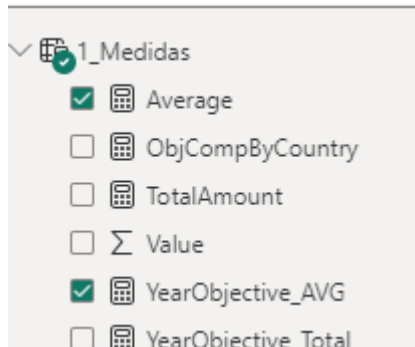 1_Medidas
Average
ObjCompByCountry
TotalAmount
Value
YearObjective_AVG
YearObjective_Total